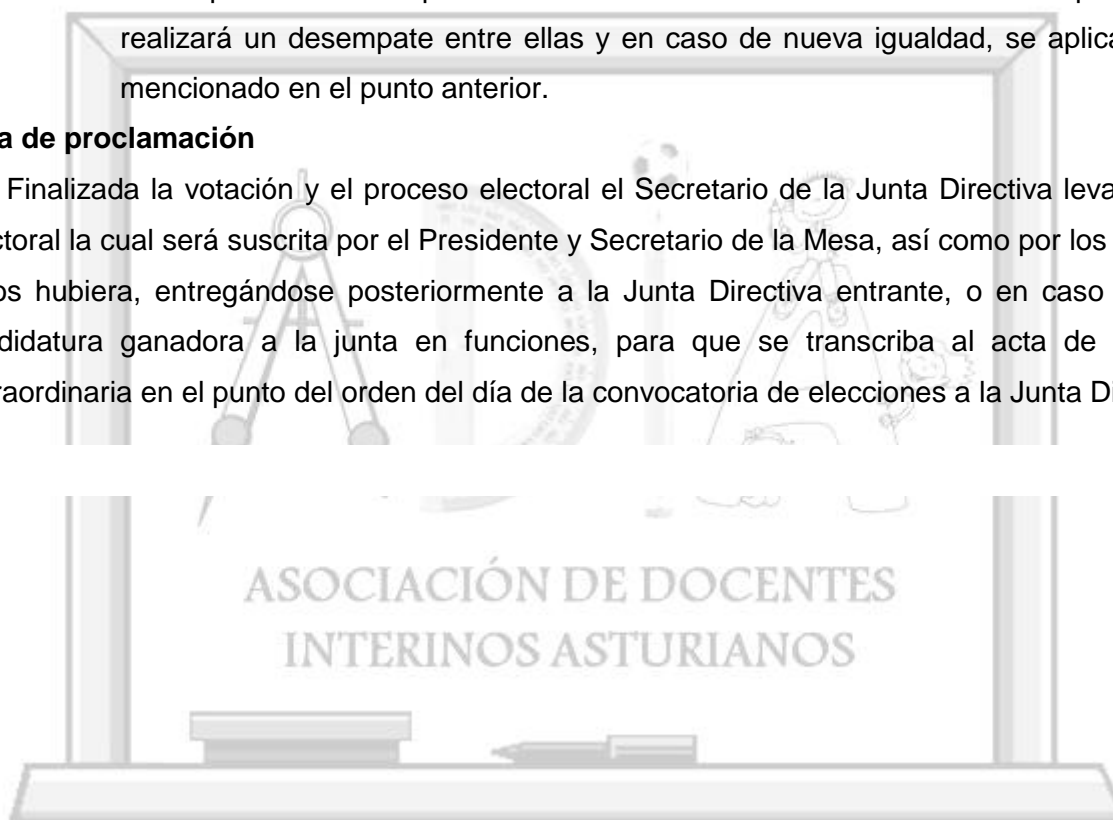 realizará un desempate entre ellas y en caso de nueva igualdad, se aplica
mencionado en el punto anterior.
a de proclamación
Finalizada la votación y el proceso electoral el Secretario de la Junta Directiva leva
ctoral la cual será suscrita por el Presidente y Secretario de la Mesa, así como por los
os hubiera, entregándose posteriormente a la Junta Directiva entrante, o en caso
didatura ganadora a la junta en funciones, para que se transcriba al acta de
raordinaria en el punto del orden del día de la convocatoria de elecciones a la Junta Di
ASOCIACIÓN DE DOCENTES
INTERINOS ASTURIANOS